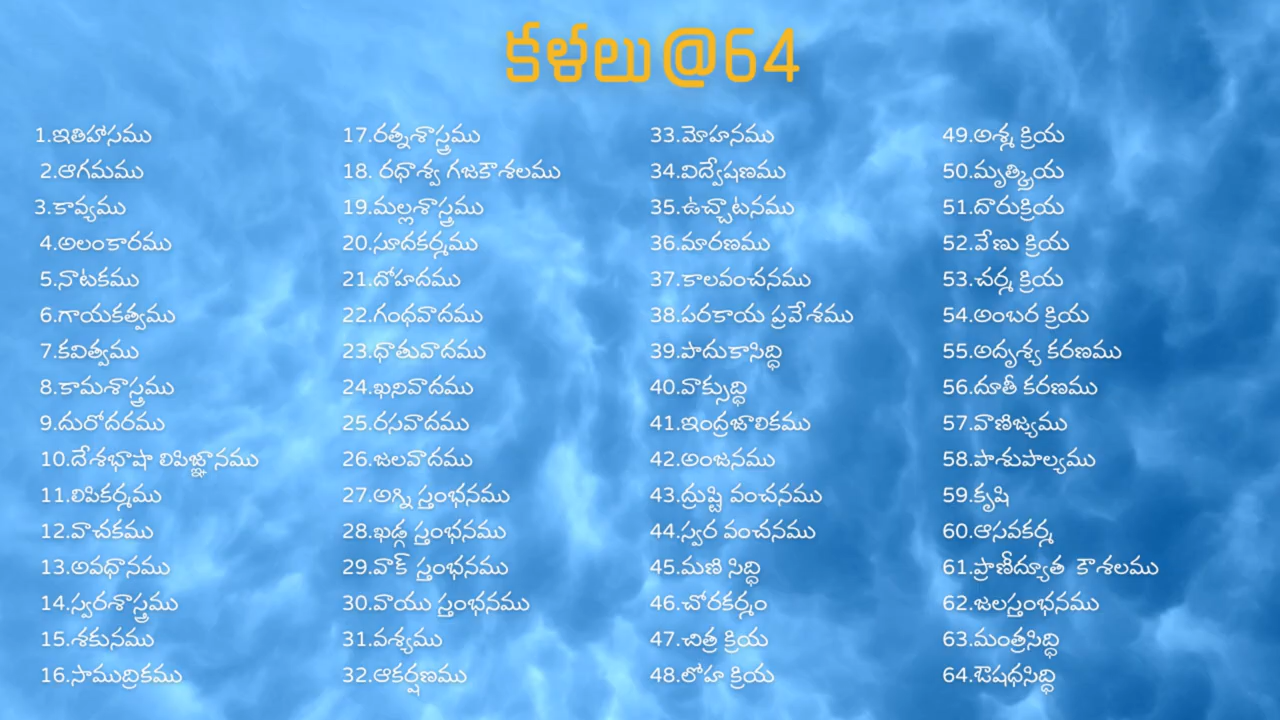 కళలు@64
1.ఇతిహాసము
2.ఆగమము
3.కావ్యము
4.అలంకారము
5.నాటకము
6.గాయకత్వము
7.కవిత్వము
8.కామశాస్త్రము
9.దురోదరము
10.దేశభాషా లిపిజ్ఞానము
11.లిపికర్మము
12.వాచకము
13.అవధానము
14.స్వరశాస్త్రము
15.శకునము
16.సాముద్రికము
17.రత్నశాస్త్రము
18. రధాశ్వ గజకౌశలము
19.మల్లశాస్త్రము
20.సూదకర్మము
21.దోహదము
22.గంధవాదము
23.ధాతువాదము
24.ఖనివాదము
25.రసవాదము
26.జలవాదము
27.అగ్ని స్తంభనము
28.ఖడ్గ స్తంభనము
29.వాక్ స్తంభనము
30.వాయు స్తంభనము
31.వశ్యము
32.ఆకర్షణము
33.మోహనము
34.విద్వేషణము
35.ఉచ్చాటనము
36.మారణము
37.కాలవంచనము
38.పరకాయ ప్రవేశము
39.పాదుకాసిద్ధి
40.వాక్సుద్ధి
41.ఇంద్రజాలికము
42.అంజనము
43.ద్రుష్టి వంచనము
44.స్వర వంచనము
45.మణి సిద్ధి
46.చోరకర్మం
47.చిత్ర క్రియ
48.లోహ క్రియ
49.అశ్మ క్రియ
50.మృత్క్రియ
51.దారుక్రియ
52.వేణు క్రియ
53.చర్మ క్రియ
54.అంబర క్రియ
55.అదృశ్య కరణము
56.దూతీ కరణము
57.వాణిజ్యము
58.పాశుపాల్యము
59.కృషి
60.ఆసవకర్మ
61.ప్రాణీద్యూత కౌశలము
62.జలస్తంభనము
63.మంత్రసిద్ధి
64.ఔషధసిద్ధి